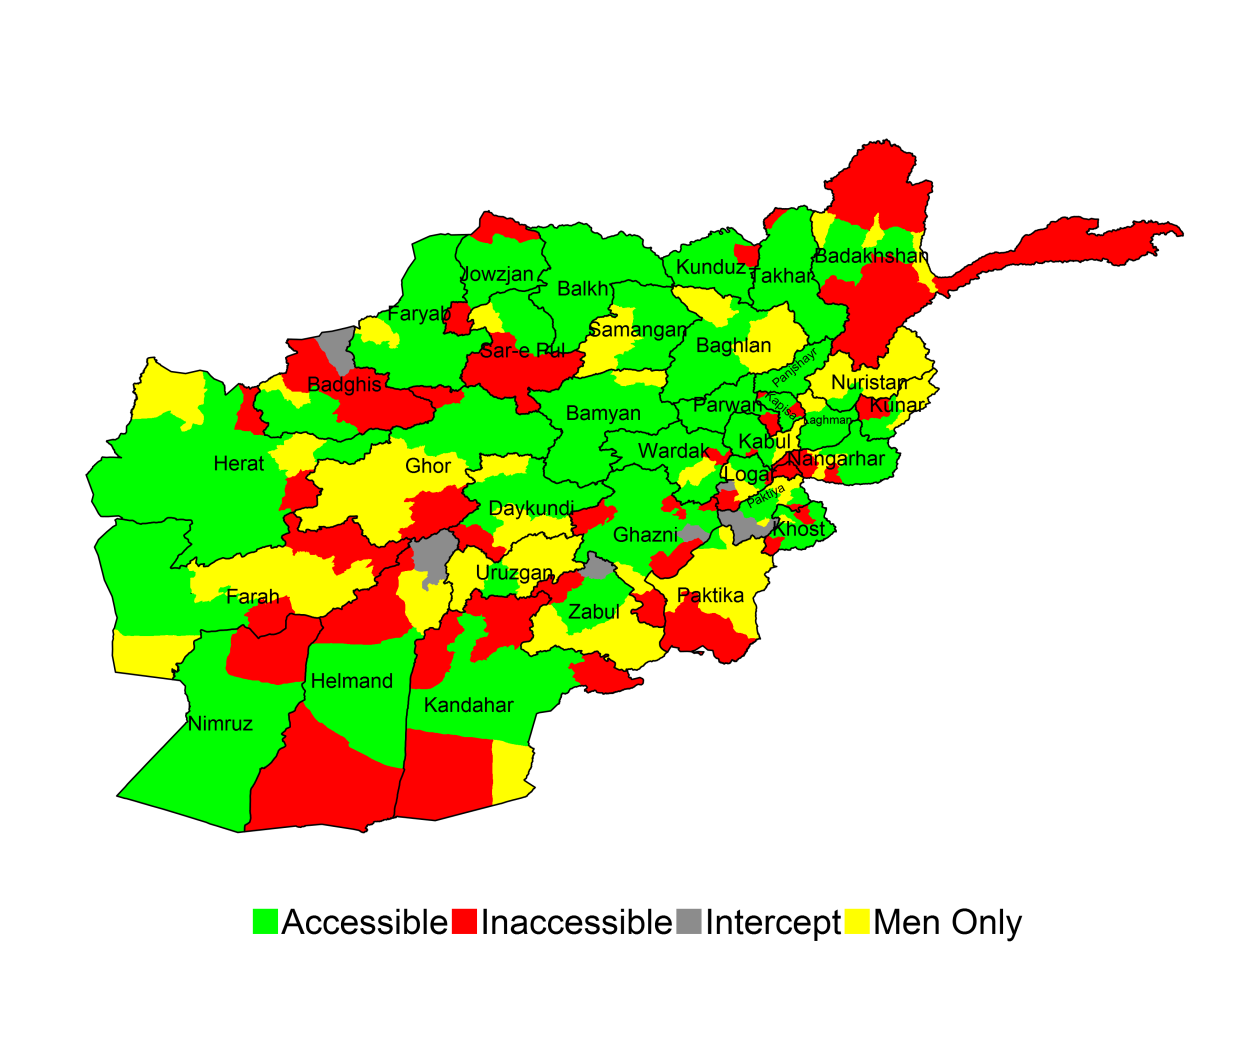 Badakhshan
Kunduz
Takhar
Jowzjan
Balkh
Faryab
Samangan
Baghlan
Sar-e Pul
Panjshayr
Badghis
Nuristan
Parwan
Kapisa
Kunar
Bamyan
Laghman
Kabul
Wardak
Nangarhar
Herat
Ghor
Logar
Paktiya
Daykundi
Khost
Ghazni
Uruzgan
Farah
Paktika
Zabul
Helmand
Kandahar
Nimruz
Accessible Inaccessible Intercept Men Only